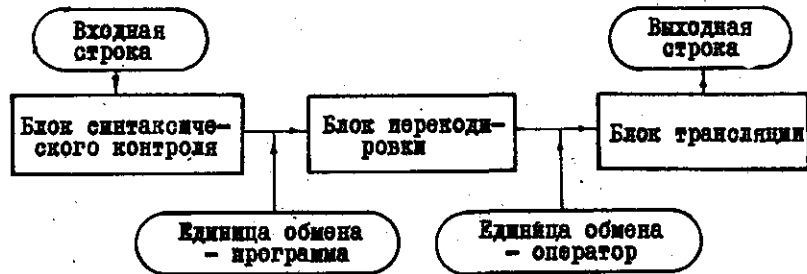 Входная
строка
Выходная
строка
Блок синтаксиче-
ского контроля
Блок перекоди-
ровки
Блок трансляции
Единица обмена
- программа
Единица обмена
- оператор